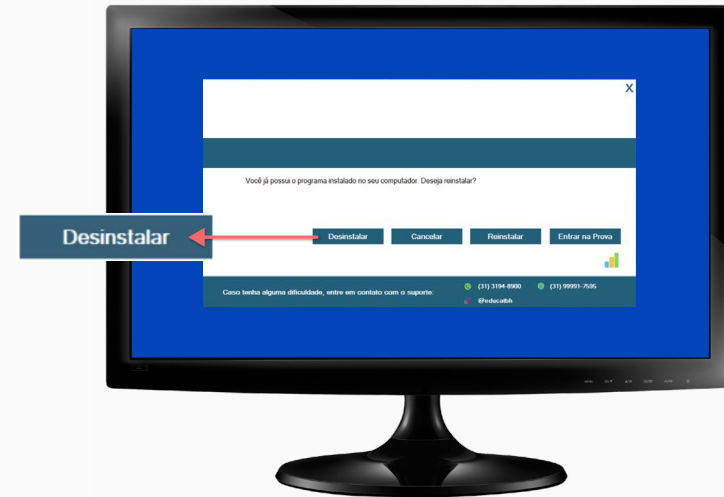 X
Você já possui o programa instalado no seu computador. Deseja reinstalar?
Desinstalar
Desinstalar Cancelar Reinstalar Entrar na Prova
Caso tenha alguma dificuldade, entre em contato com o suporte:
(31) 3194-8900 (31) 99991-7595
@educatbh